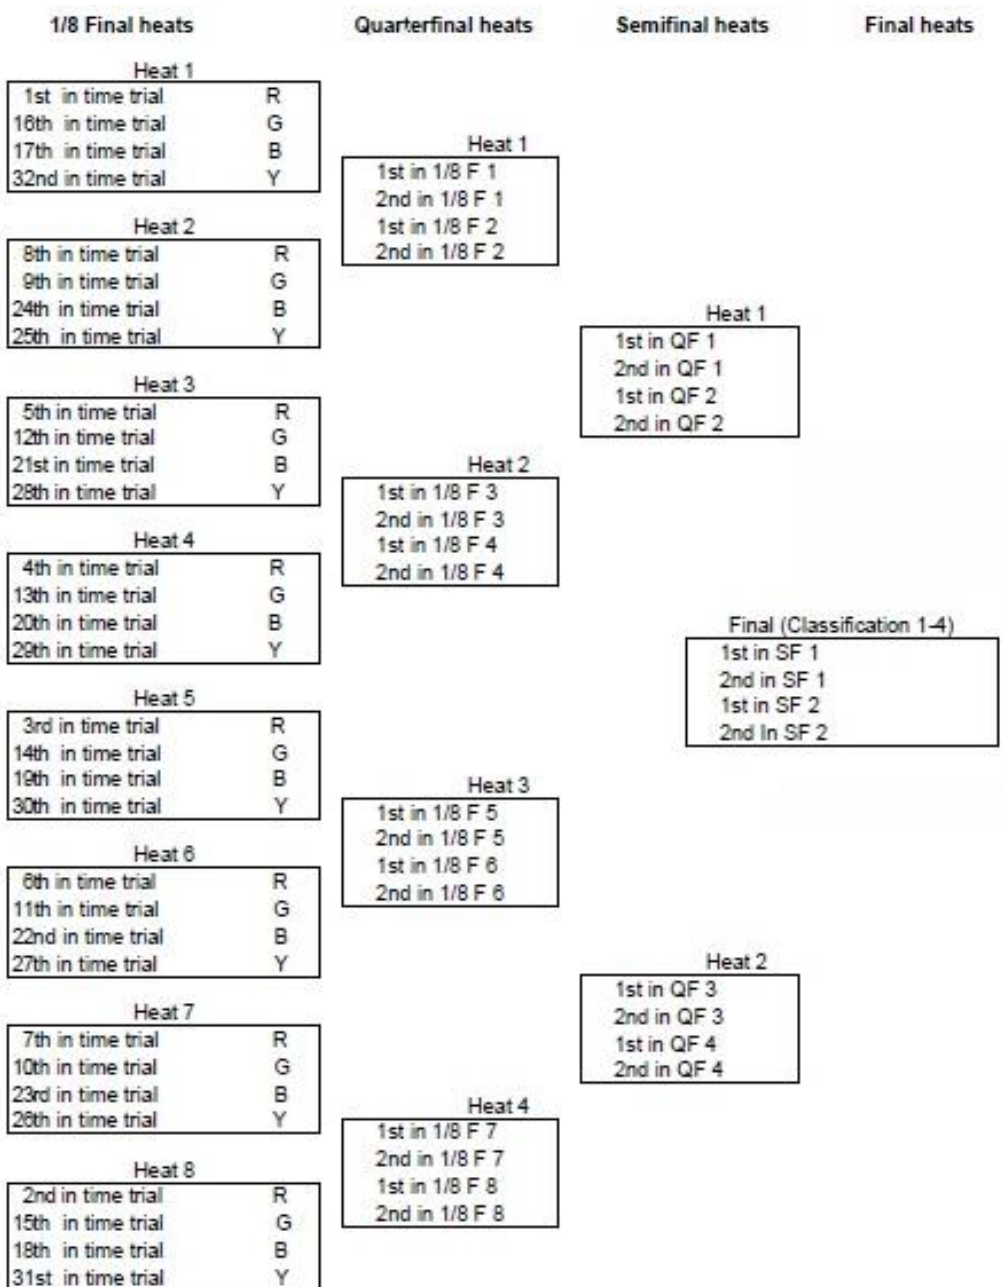 1/8 Final heats Quarterfinal heats Semifinal heats Final heats
Heat 1
1st in time trial R
16th in time trial G
17th in time trial B
32nd in time trial Y
Heat 2
8th in time trial R
9th in time trial G
24th in time trial B
25th in time trial Y
Heat 3
5th in time trial R
12th in time trial G
21st in time trial B
28th in time trial Y
Heat 4
4th in time trial R
13th in time trial G
20th in time trial B
29th in time trial Y
Heat 5
3rd in time trial R
14th in time trial G
19th in time trial B
30th in time trial Y
Heat 6
6th in time trial R
11th in time trial G
22nd in time trial B
27th in time trial Y
Heat 7
7th in time trial R
10th in time trial G
23rd in time trial B
26th in time trial Y
Heat 8
2nd in time trial R
15th in time trial G
18th in time trial B
31st in time trial Y
Heat 1
1st in 1/8 F 1
2nd in 1/8 F 1
1st in 1/8 F 2
2nd in 1/8 F 2
Heat 2
1st in 1/8 F 3
2nd in 1/8 F 3
1st in 1/8 F 4
2nd in 1/8 F 4
Heat 3
1st in 1/8 F 5
2nd in 1/8 F 5
1st in 1/8 F 6
2nd in 1/8 F 6
Heat 4
1st in 1/8 F 7
2nd in 1/8 F 7
1st in 1/8 F 8
2nd in 1/8 F 8
Heat 1
1st in QF 1
2nd in QF 1
1st in QF 2
2nd in QF 2
Heat 2
1st in QF 3
2nd in QF 3
1st in QF 4
2nd in QF 4
Final (Classification 1-4)
1st in SF 1
2nd in SF 1
1st in SF 2
2nd In SF 2